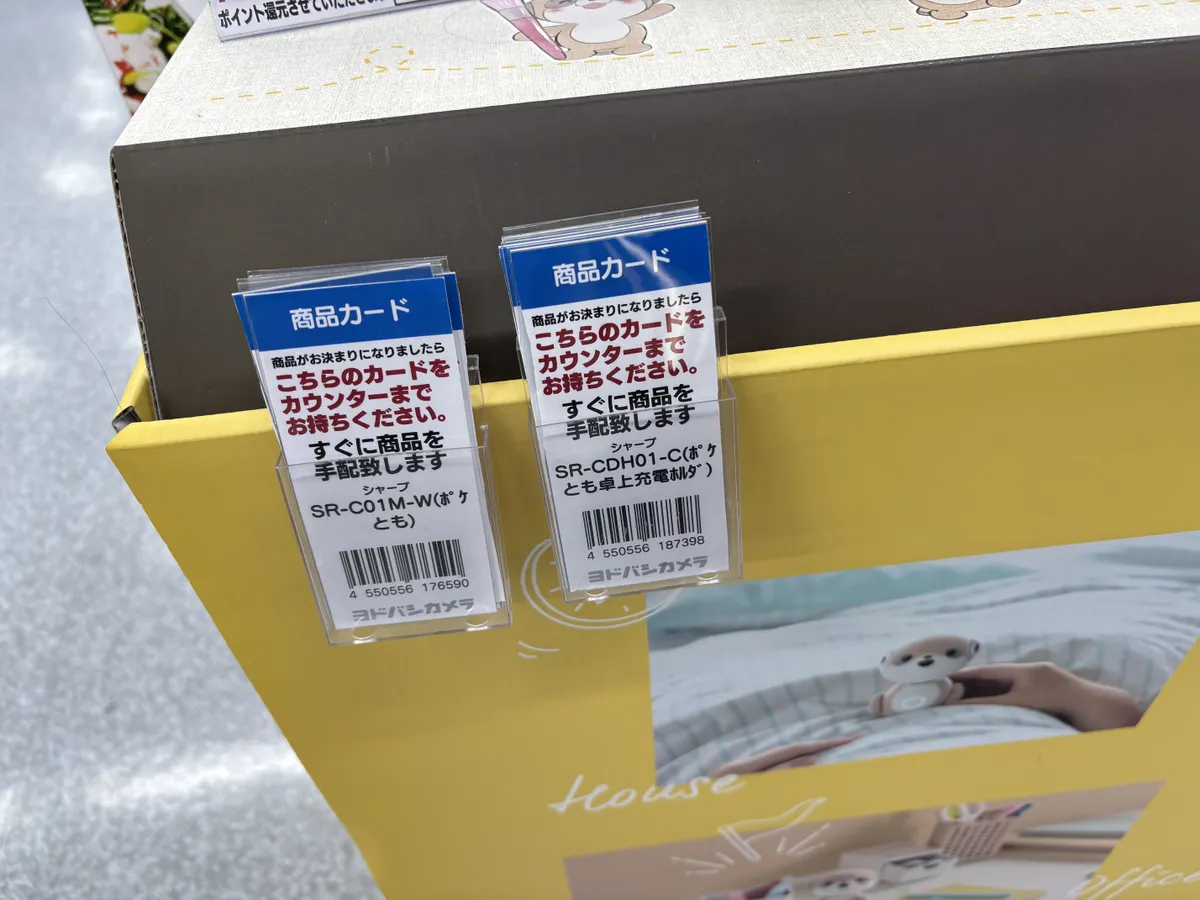 ポイント還元させていただきます
商品カード
商品がお決まりになりましたら
こちらのカードを
カウンターまで
お持ちください。
すぐに商品を
手配致します
シャープ
SR-C01M-W(ﾎﾟｹ
とも)
4 550556 176590
ヨドバシカメラ
商品カード
商品がお決まりになりましたら
こちらのカードを
カウンターまで
お持ちください。
すぐに商品を
手配致します
シャープ
SR-CDH01-C(ﾎﾟｹ
とも卓上充電ﾎﾙﾀﾞ)
4 550556 187398
ヨドバシカメラ
House
Office